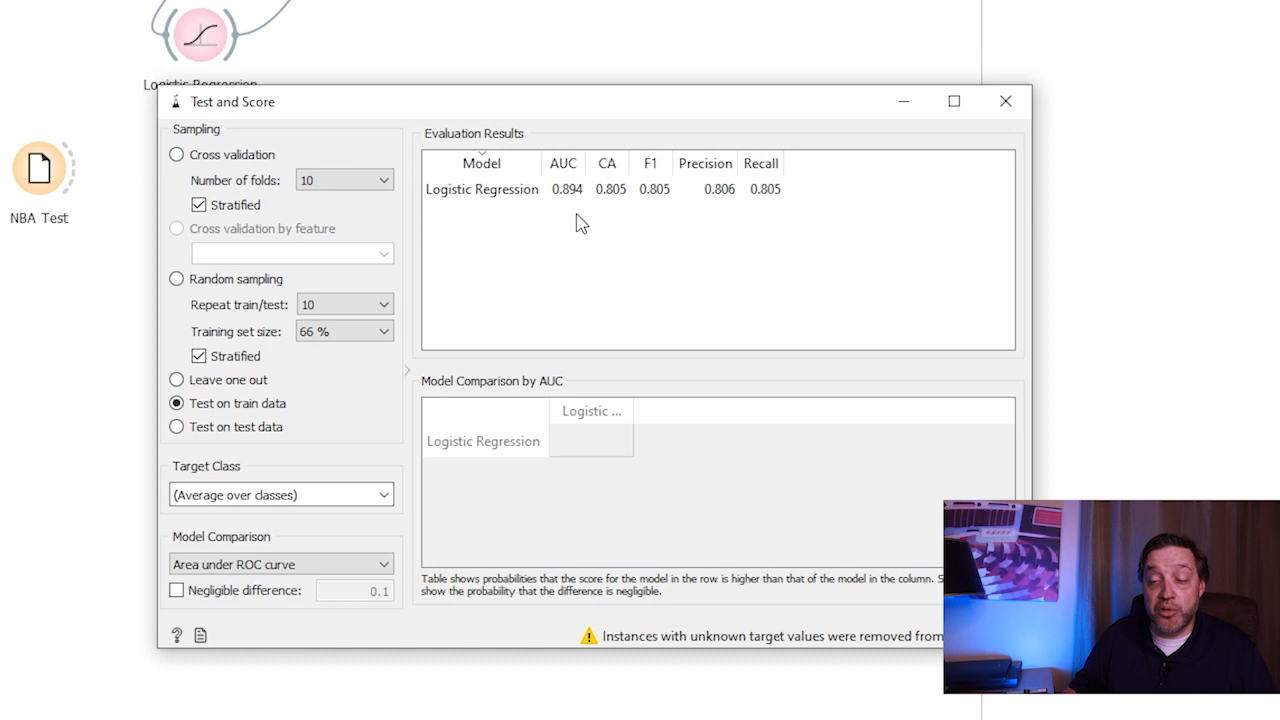 Logistic Regression
Test and Score
NBA Test
Sampling
Cross validation
Number of folds: 10
Stratified
Cross validation by feature
Random sampling
Repeat train/test: 10
Training set size: 66 %
Stratified
Leave one out
Test on train data
Test on test data
Target Class
(Average over classes)
Model Comparison
Area under ROC curve
Negligible difference: 0.1
?
Evaluation Results
Model AUC CA F1 Precision Recall
Logistic Regression 0.894 0.805 0.805 0.806 0.805
Model Comparison by AUC
Logistic ...
Logistic Regression
Table shows probabilities that the score for the model in the row is higher than that of the model in the column. S
show the probability that the difference is negligible.
Instances with unknown target values were removed from